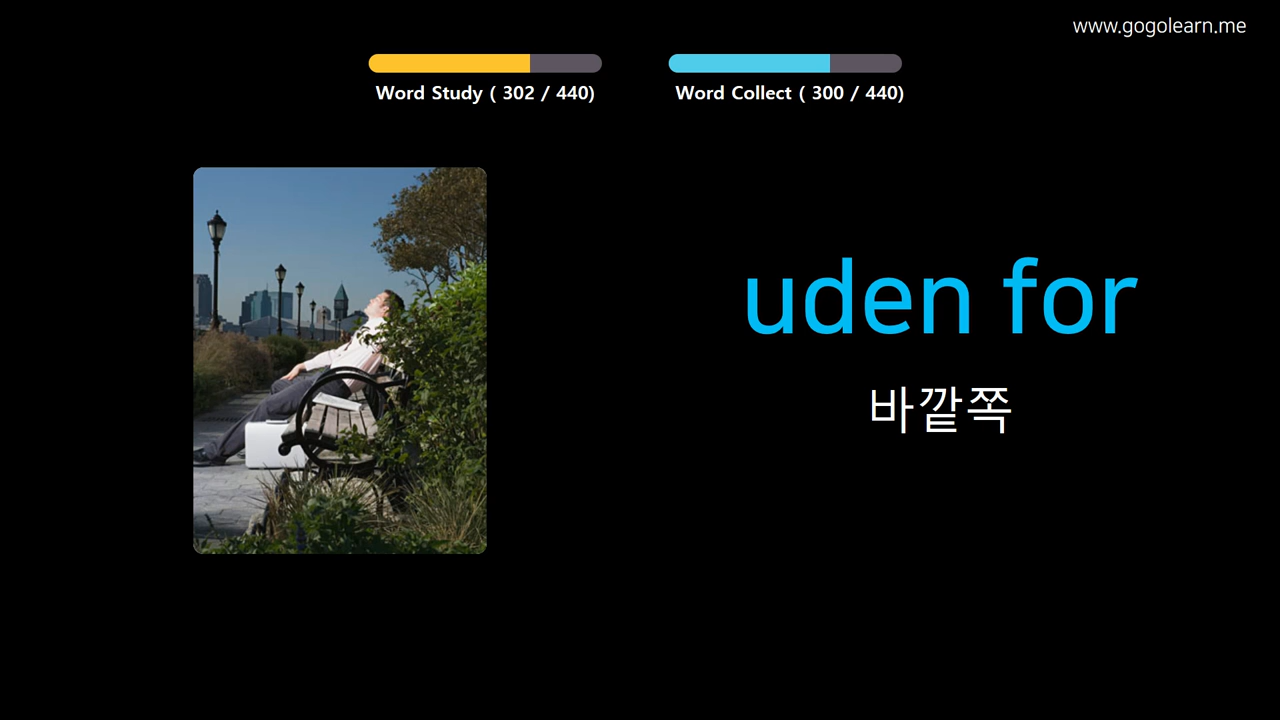 www.gogolearn.me
Word Study ( 302 / 440)
Word Collect ( 300 / 440)
uden for
바깥쪽